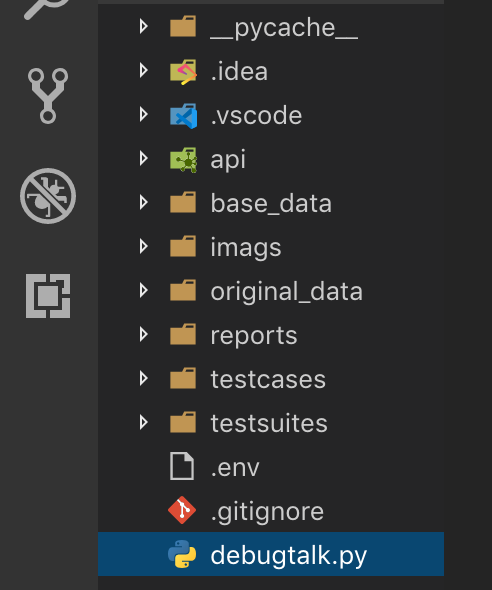 __pycache__
.idea
.vscode
api
base_data
imags
original_data
reports
testcases
testsuites
.env
.gitignore
debugtalk.py